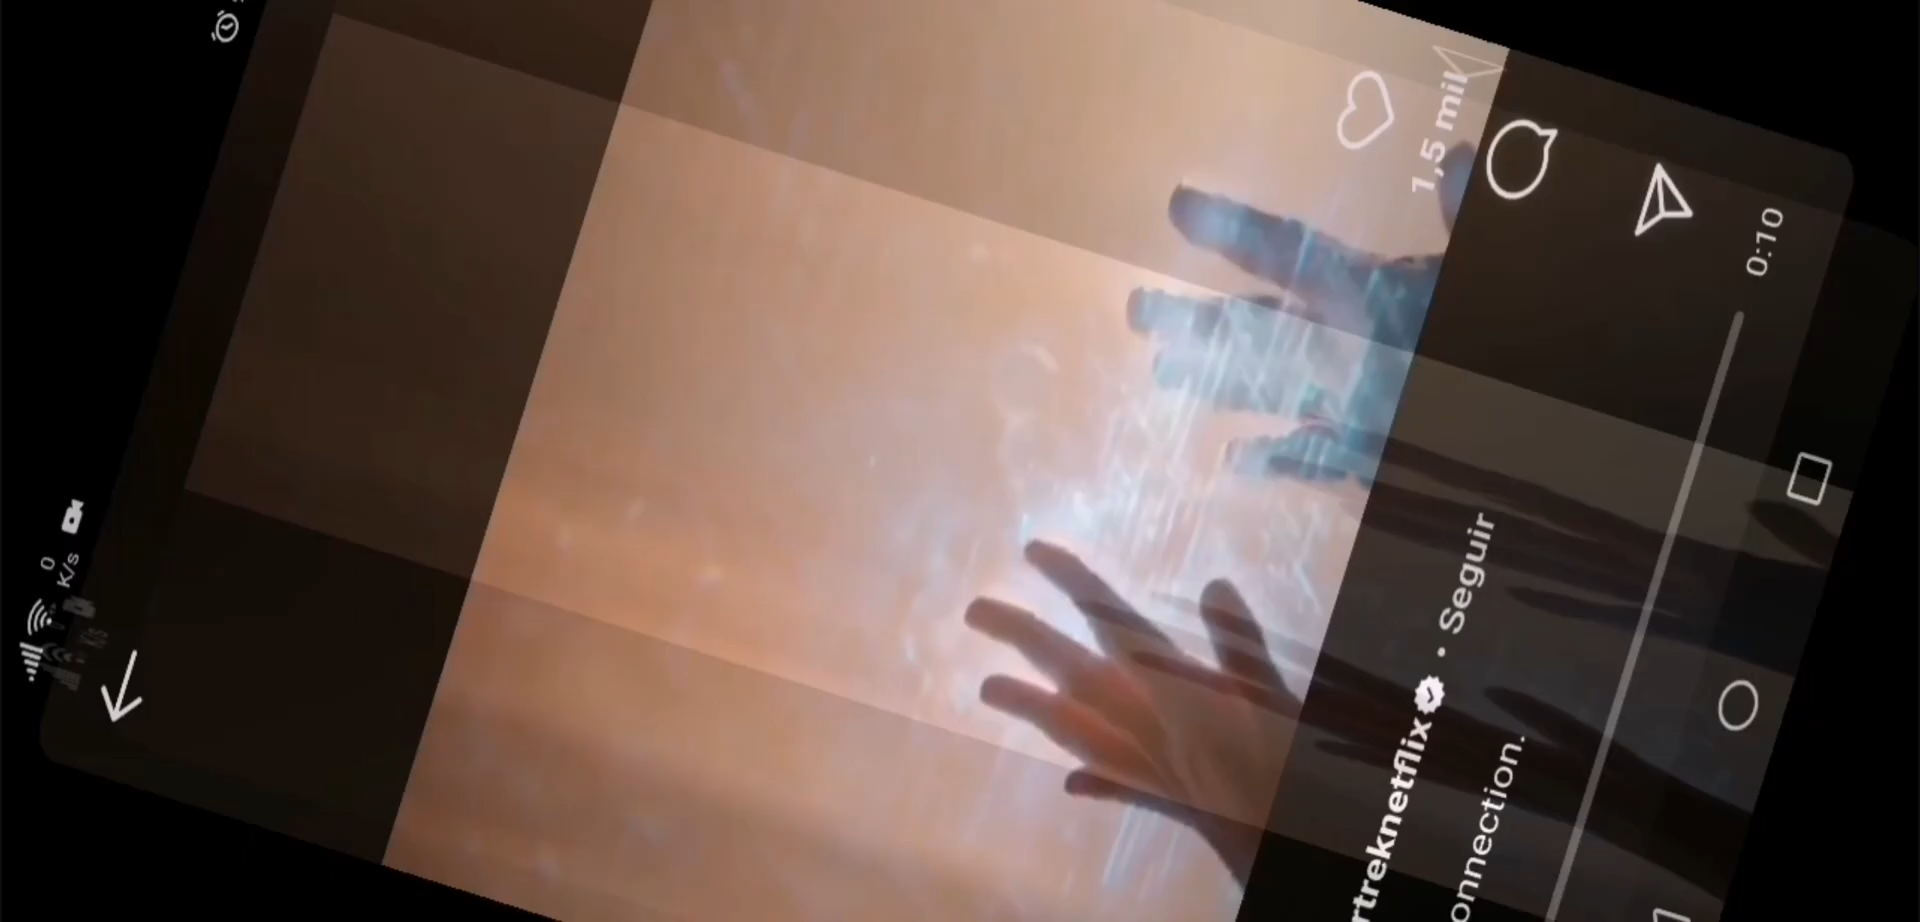 0
K/s
1,5 mil
rtreknetflix • Seguir
onnection.
0:10